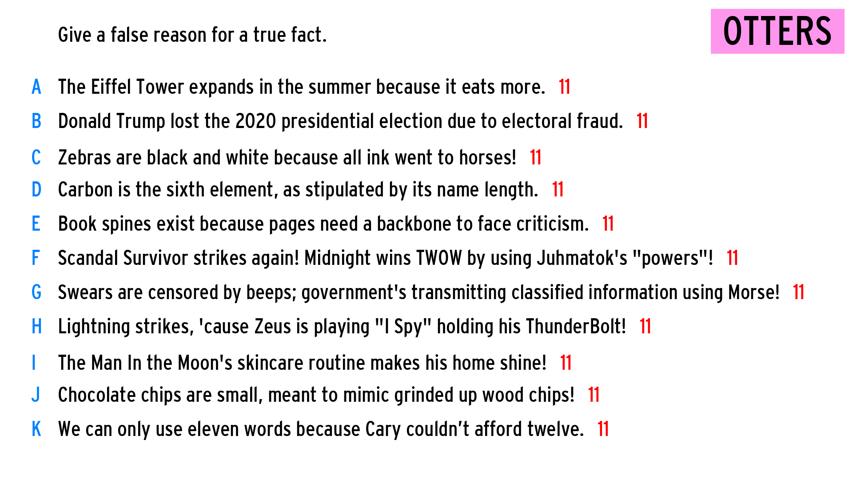 Give a false reason for a true fact.
OTTERS
A The Eiffel Tower expands in the summer because it eats more. 11
B Donald Trump lost the 2020 presidential election due to electoral fraud. 11
C Zebras are black and white because all ink went to horses! 11
D Carbon is the sixth element, as stipulated by its name length. 11
E Book spines exist because pages need a backbone to face criticism. 11
F Scandal Survivor strikes again! Midnight wins TWOW by using Juhmatok's "powers"! 11
G Swears are censored by beeps; government's transmitting classified information using Morse! 11
H Lightning strikes, 'cause Zeus is playing "I Spy" holding his ThunderBolt! 11
I The Man In the Moon's skincare routine makes his home shine! 11
J Chocolate chips are small, meant to mimic grinded up wood chips! 11
K We can only use eleven words because Cary couldn’t afford twelve. 11